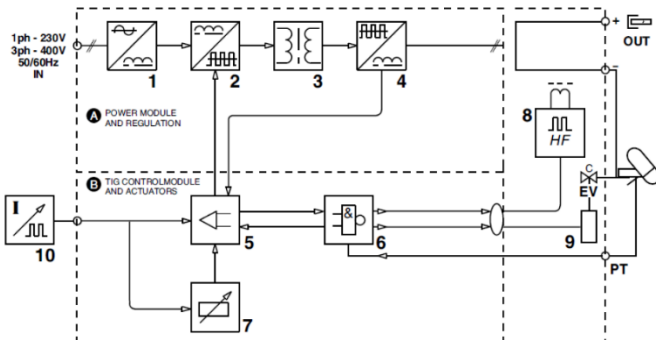 1ph - 230V
3ph - 400V
50/60Hz
IN
1
2
3
4
+
OUT
-
A POWER MODULE
AND REGULATION
8
HF
B TIG CONTROLMODULE
AND ACTUATORS
C
EV
I
10
5
&
6
9
PT
7